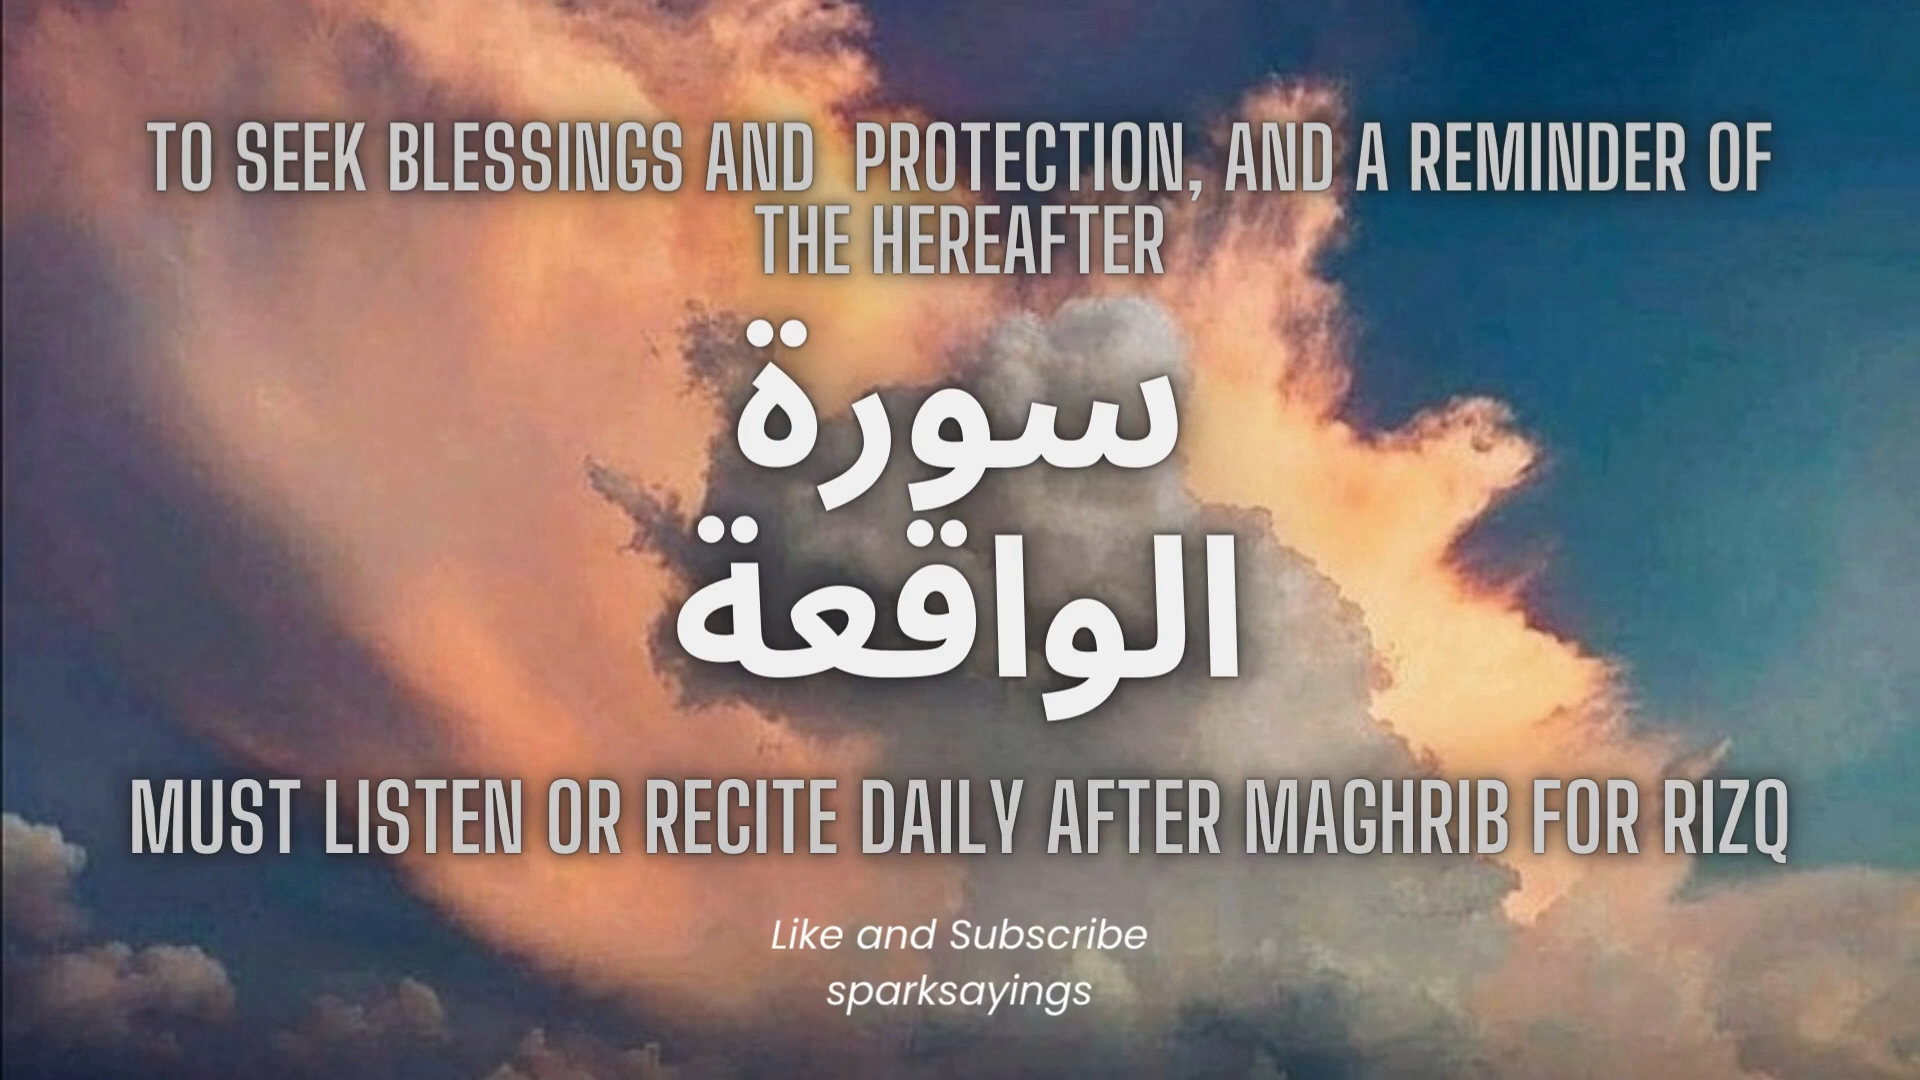 TO SEEK BLESSINGS AND PROTECTION, AND A REMINDER OF
THE HEREAFTER
سورة
الواقعة
MUST LISTEN OR RECITE DAILY AFTER MAGHRIB FOR RIZQ
Like and Subscribe
sparksayings